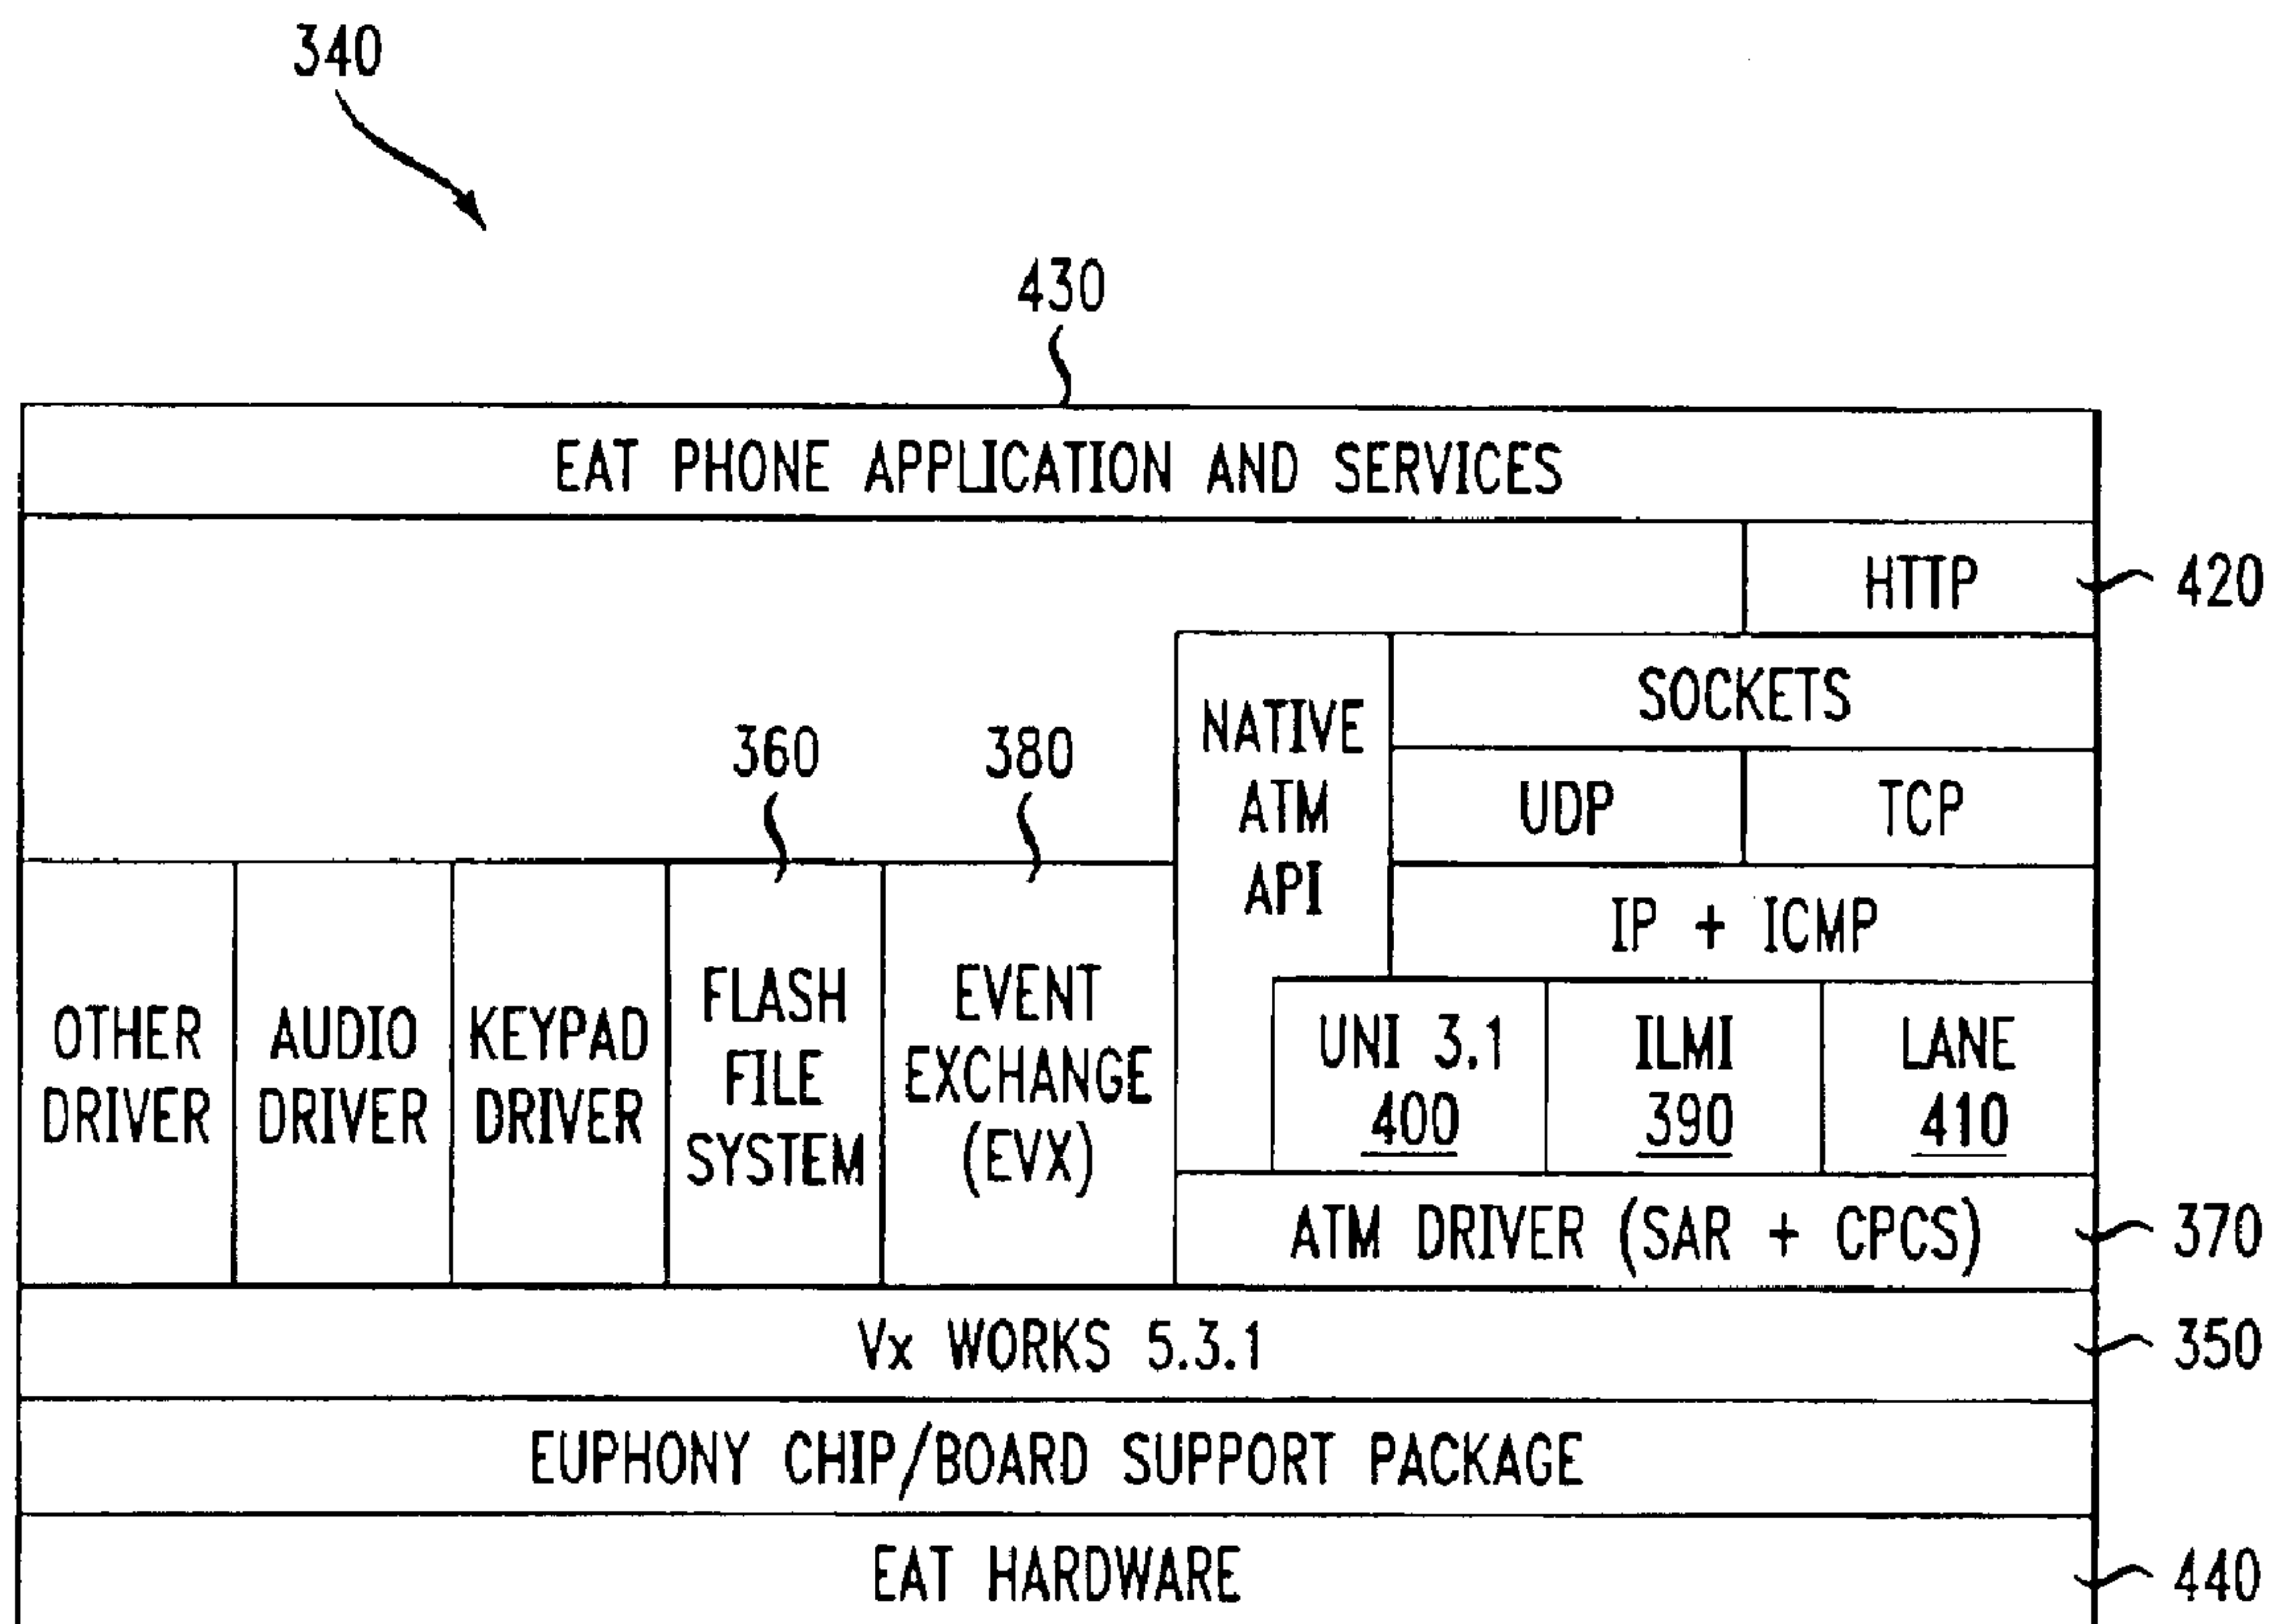 340
430
EAT PHONE APPLICATION AND SERVICES
HTTP
420
SOCKETS
NATIVE
ATM
API
UDP
TCP
IP + ICMP
360
380
OTHER
DRIVER
AUDIO
DRIVER
KEYPAD
DRIVER
FLASH
FILE
SYSTEM
EVENT
EXCHANGE
(EVX)
UNI 3.1
400
ILMI
390
LANE
410
ATM DRIVER (SAR + CPCS)
370
Vx WORKS 5.3.1
350
EUPHONY CHIP/BOARD SUPPORT PACKAGE
EAT HARDWARE
440